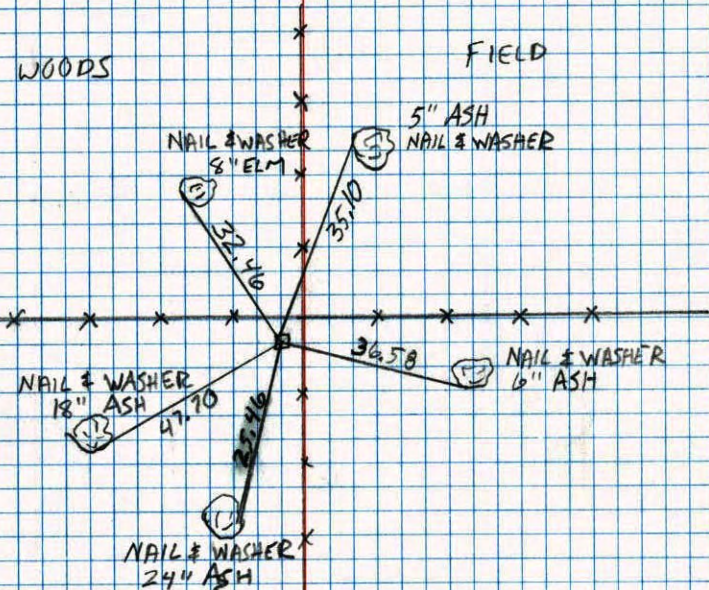 WOODS
FIELD
5" ASH
NAIL & WASHER
NAIL & WASHER
8" ELM
35.10
32.46
36.58
NAIL & WASHER
6" ASH
NAIL & WASHER
18" ASH
47.70
25.46
NAIL & WASHER
24" ASH